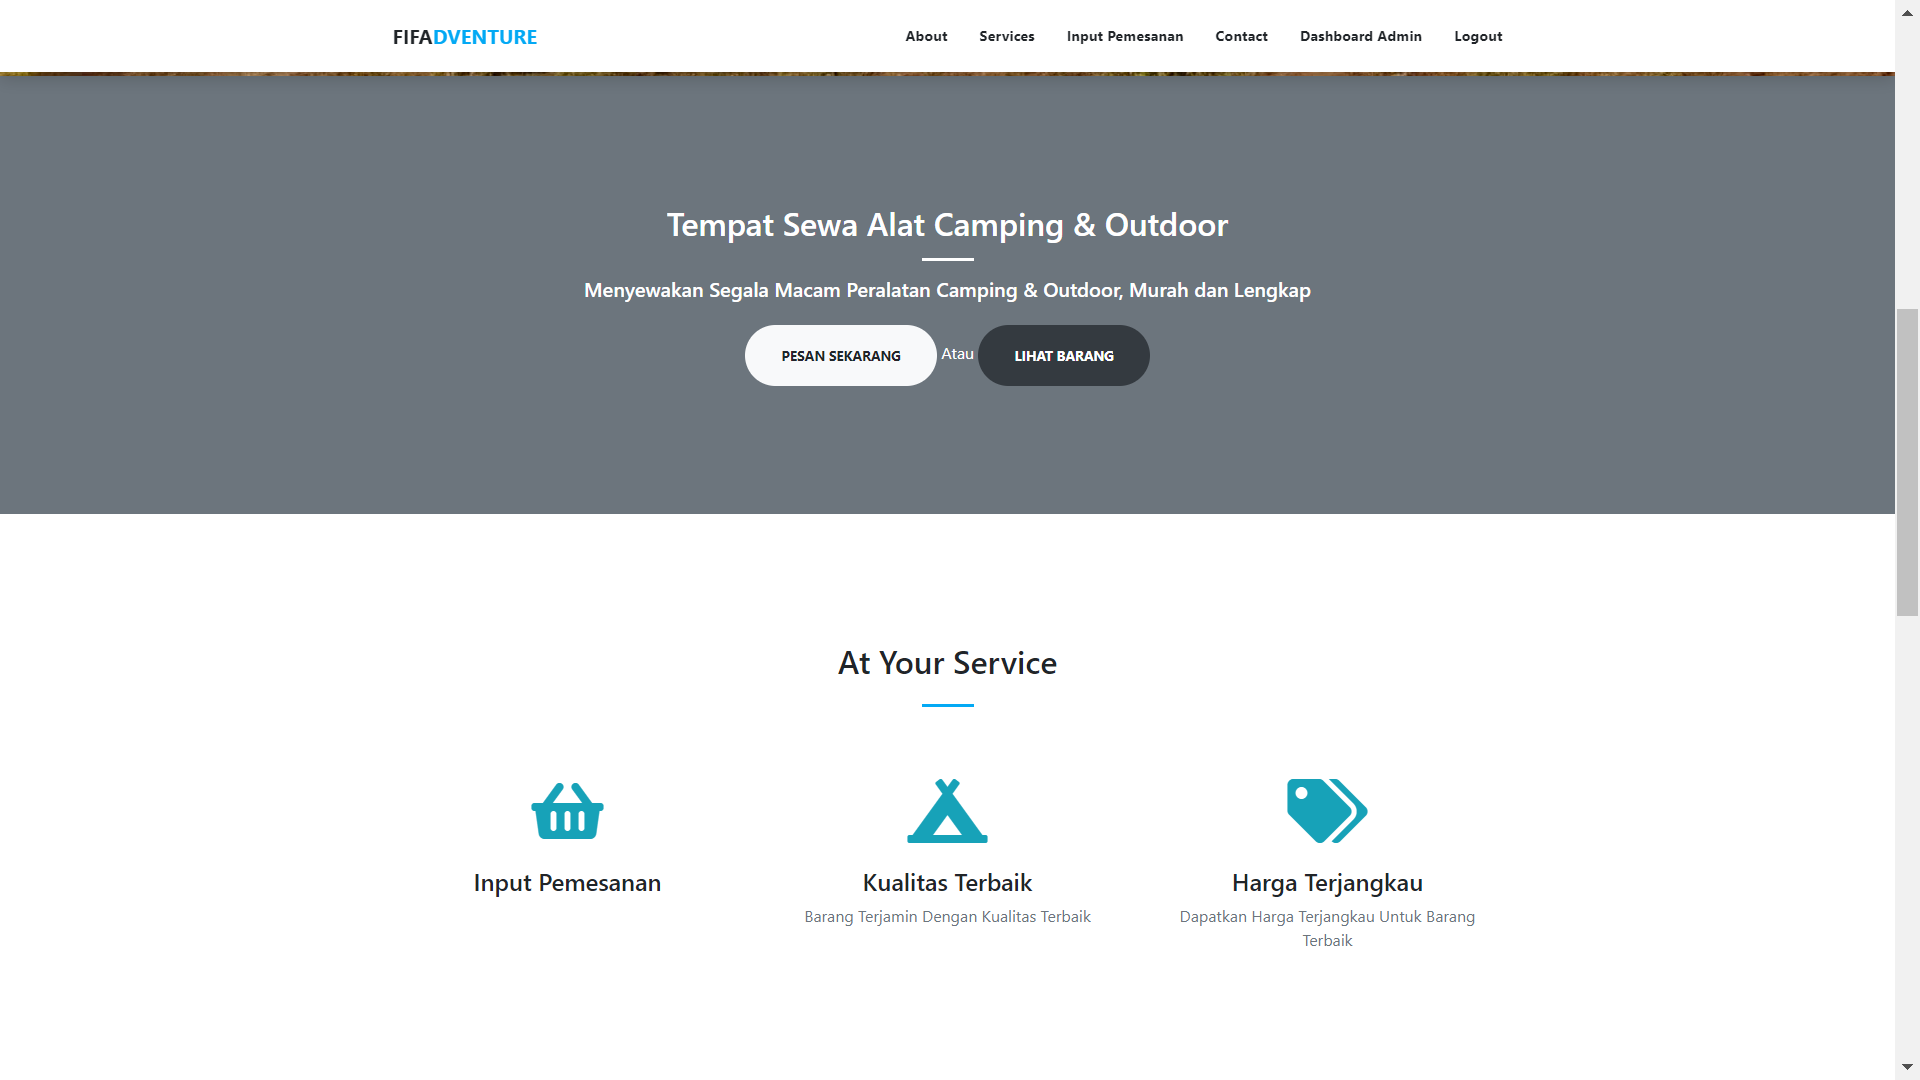 FIFADVENTURE
About Services Input Pemesanan Contact Dashboard Admin Logout
Tempat Sewa Alat Camping & Outdoor
Menyewakan Segala Macam Peralatan Camping & Outdoor, Murah dan Lengkap
PESAN SEKARANG Atau LIHAT BARANG
At Your Service
Input Pemesanan
Kualitas Terbaik
Barang Terjamin Dengan Kualitas Terbaik
Harga Terjangkau
Dapatkan Harga Terjangkau Untuk Barang
Terbaik